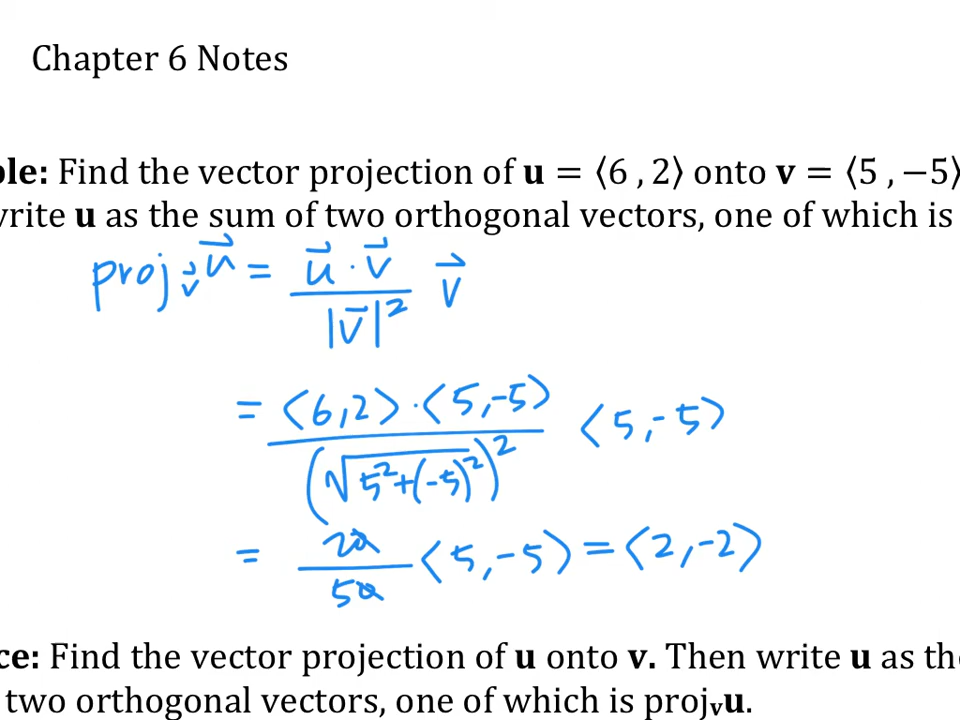 Chapter 6 Notes
ple: Find the vector projection of u = ⟨6 , 2⟩ onto v = ⟨5 , −5⟩
write u as the sum of two orthogonal vectors, one of which is
proj_v⃗ u⃗ = (u⃗ · v⃗)/|v⃗|² v⃗
= (⟨6,2⟩ · ⟨5,-5⟩)/(√(5²+(-5)²))² ⟨5,-5⟩
= 20/50 ⟨5,-5⟩ = ⟨2,-2⟩
ce: Find the vector projection of u onto v. Then write u as the
two orthogonal vectors, one of which is projᵥu.